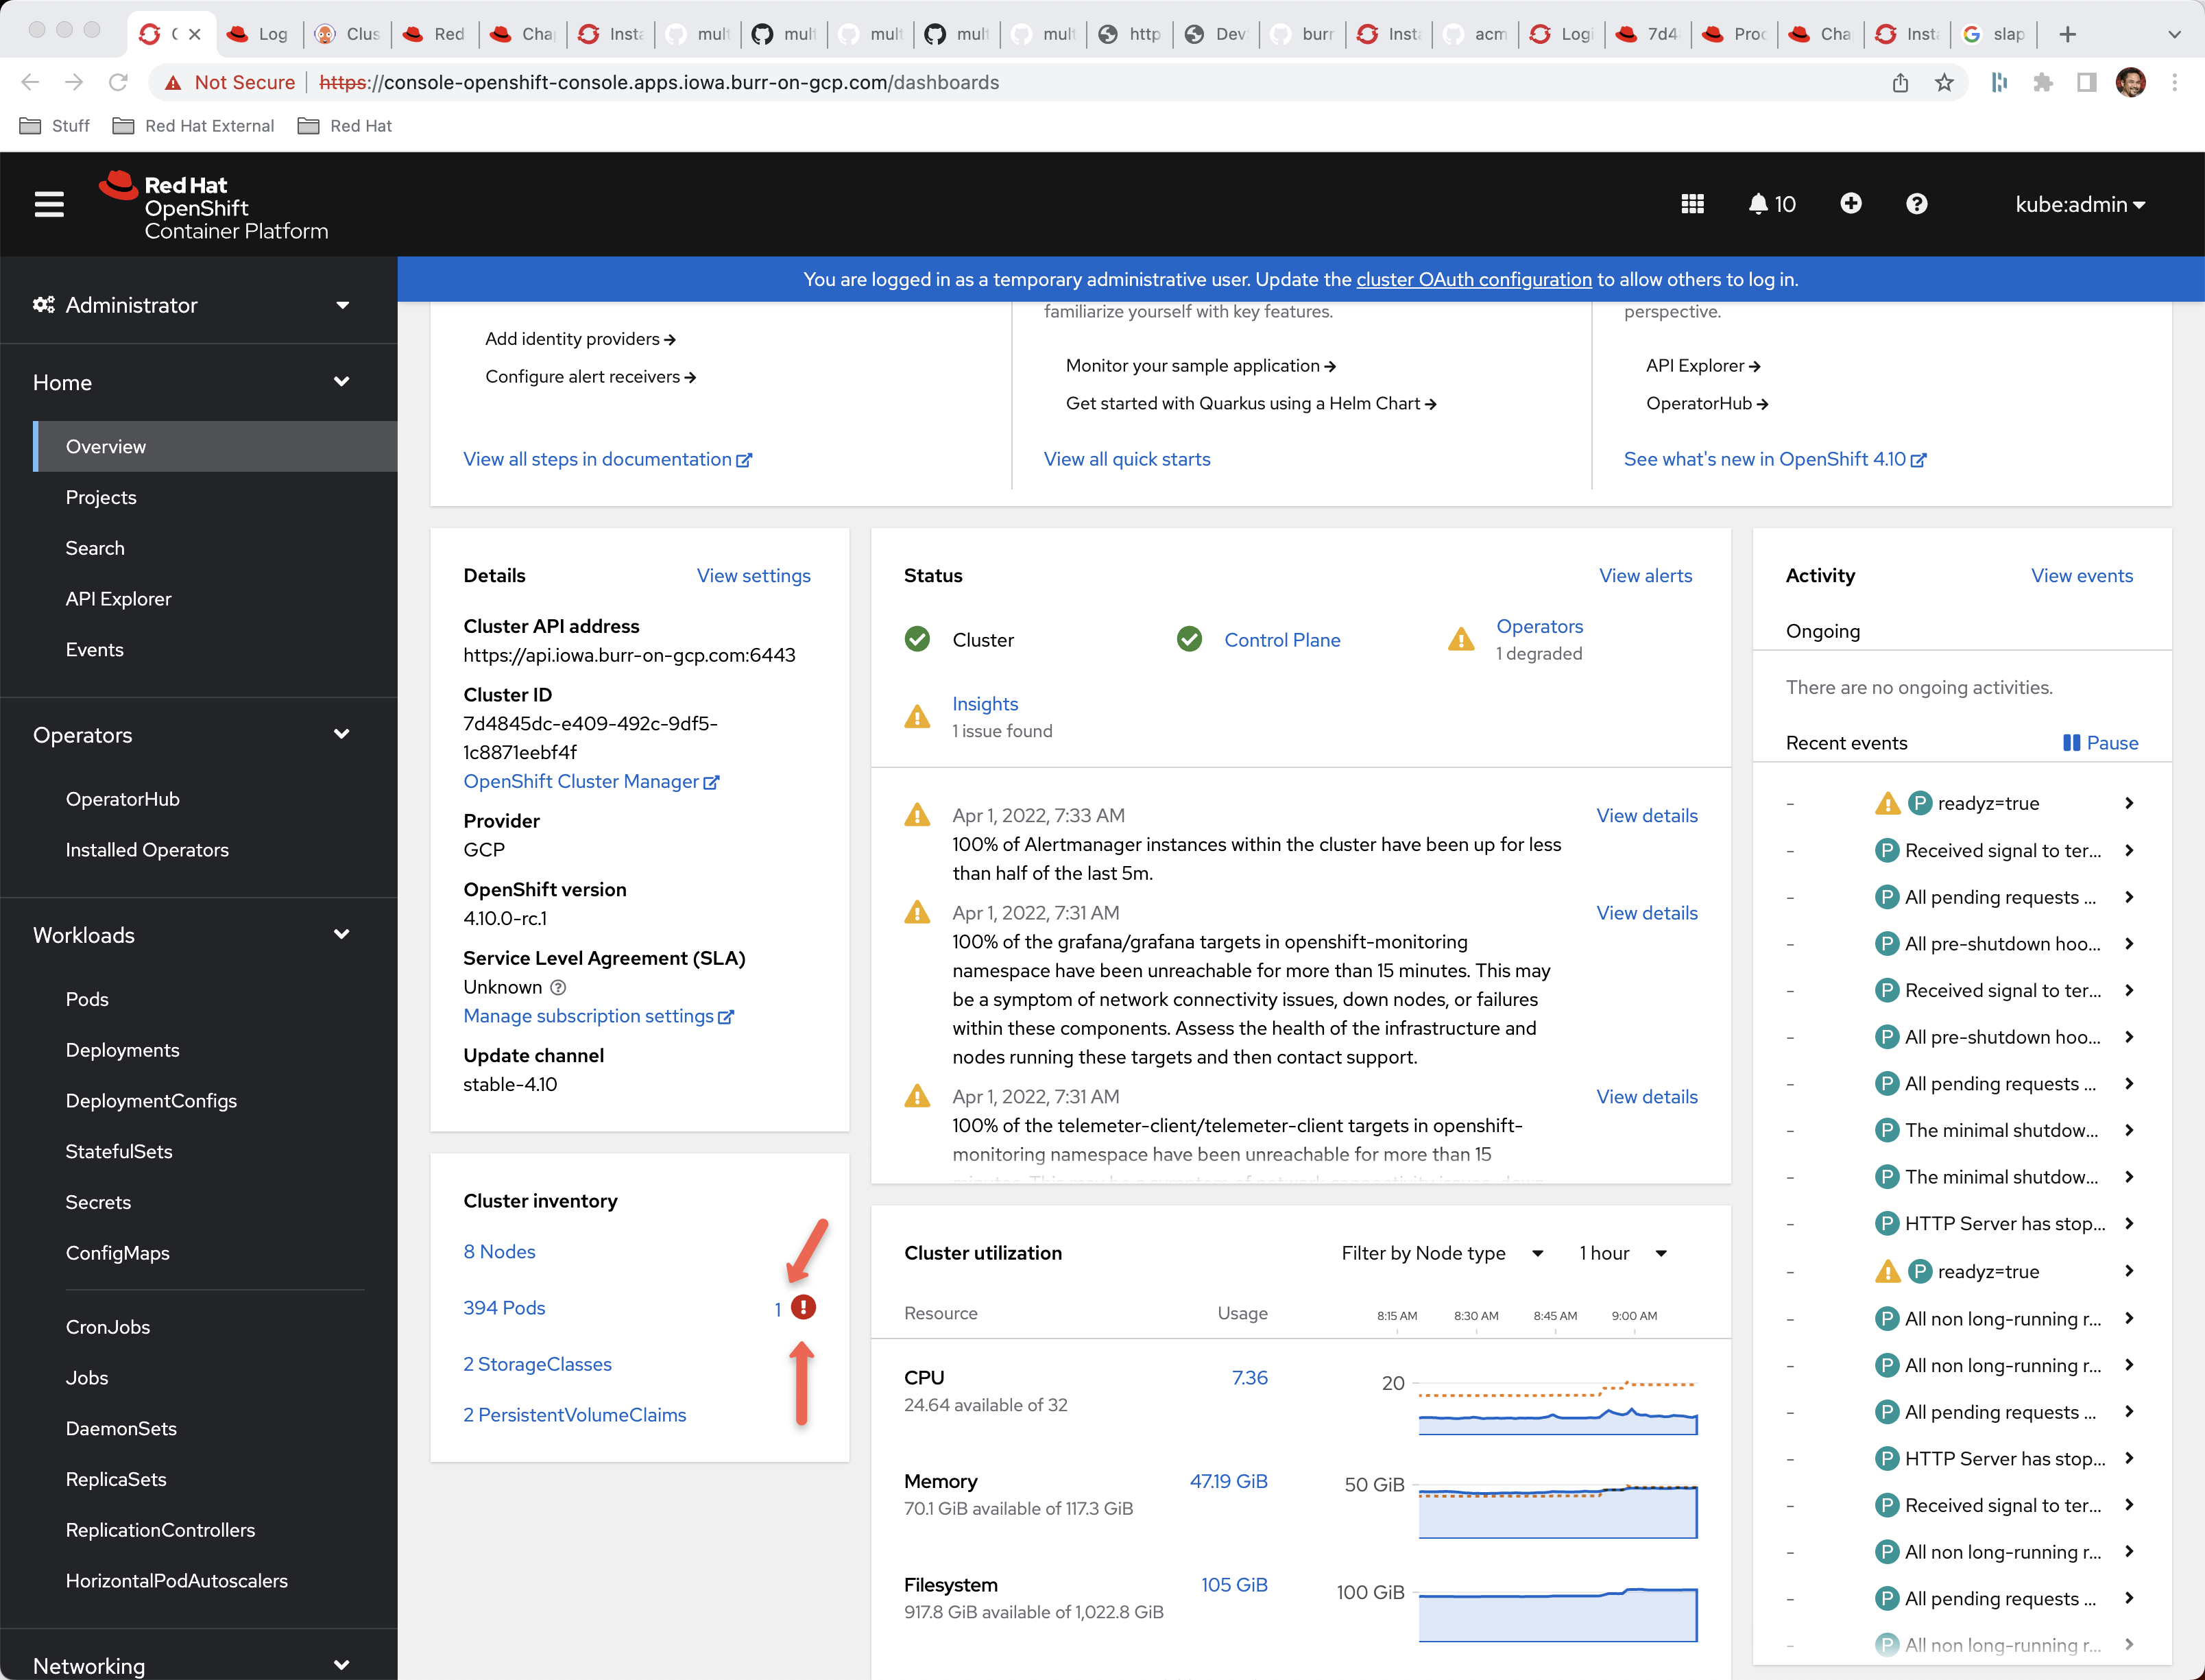 Log
Clus
Red
Cha
Insta
mult
mult
mult
mult
mult
http
Dev
burr
Inst
acm
Logi
7d4
Proc
Cha
Inst
slap
Not Secure
https://console-openshift-console.apps.iowa.burr-on-gcp.com/dashboards
Stuff
Red Hat External
Red Hat
Red Hat
OpenShift
Container Platform
10
kube:admin
You are logged in as a temporary administrative user. Update the cluster OAuth configuration to allow others to log in.
Administrator
Home
Overview
Projects
Search
API Explorer
Events
Operators
OperatorHub
Installed Operators
Workloads
Pods
Deployments
DeploymentConfigs
StatefulSets
Secrets
ConfigMaps
CronJobs
Jobs
DaemonSets
ReplicaSets
ReplicationControllers
HorizontalPodAutoscalers
Networking
Add identity providers
Configure alert receivers
View all steps in documentation
familiarize yourself with key features.
Monitor your sample application
Get started with Quarkus using a Helm Chart
View all quick starts
perspective.
API Explorer
OperatorHub
See what's new in OpenShift 4.10
Details
View settings
Cluster API address
https://api.iowa.burr-on-gcp.com:6443
Cluster ID
7d4845dc-e409-492c-9df5-
1c8871eebf4f
OpenShift Cluster Manager
Provider
GCP
OpenShift version
4.10.0-rc.1
Service Level Agreement (SLA)
Unknown
Manage subscription settings
Update channel
stable-4.10
Cluster inventory
8 Nodes
394 Pods
1
2 StorageClasses
2 PersistentVolumeClaims
Status
View alerts
Cluster
Control Plane
Operators
1 degraded
Insights
1 issue found
Apr 1, 2022, 7:33 AM
View details
100% of Alertmanager instances within the cluster have been up for less
than half of the last 5m.
Apr 1, 2022, 7:31 AM
View details
100% of the grafana/grafana targets in openshift-monitoring
namespace have been unreachable for more than 15 minutes. This may
be a symptom of network connectivity issues, down nodes, or failures
within these components. Assess the health of the infrastructure and
nodes running these targets and then contact support.
Apr 1, 2022, 7:31 AM
View details
100% of the telemeter-client/telemeter-client targets in openshift-
monitoring namespace have been unreachable for more than 15
Cluster utilization
Filter by Node type
1 hour
Resource
Usage
8:15 AM
8:30 AM
8:45 AM
9:00 AM
CPU
7.36
24.64 available of 32
20
Memory
47.19 GiB
70.1 GiB available of 117.3 GiB
50 GiB
Filesystem
105 GiB
917.8 GiB available of 1,022.8 GiB
100 GiB
Activity
View events
Ongoing
There are no ongoing activities.
Recent events
Pause
- P readyz=true
- P Received signal to ter...
- P All pending requests ...
- P All pre-shutdown hoo...
- P Received signal to ter...
- P All pre-shutdown hoo...
- P All pending requests ...
- P The minimal shutdow...
- P The minimal shutdow...
- P HTTP Server has stop...
- P readyz=true
- P All non long-running r...
- P All non long-running r...
- P All pending requests ...
- P HTTP Server has stop...
- P Received signal to ter...
- P All non long-running r...
- P All pending requests ...
- P All non long-running r...